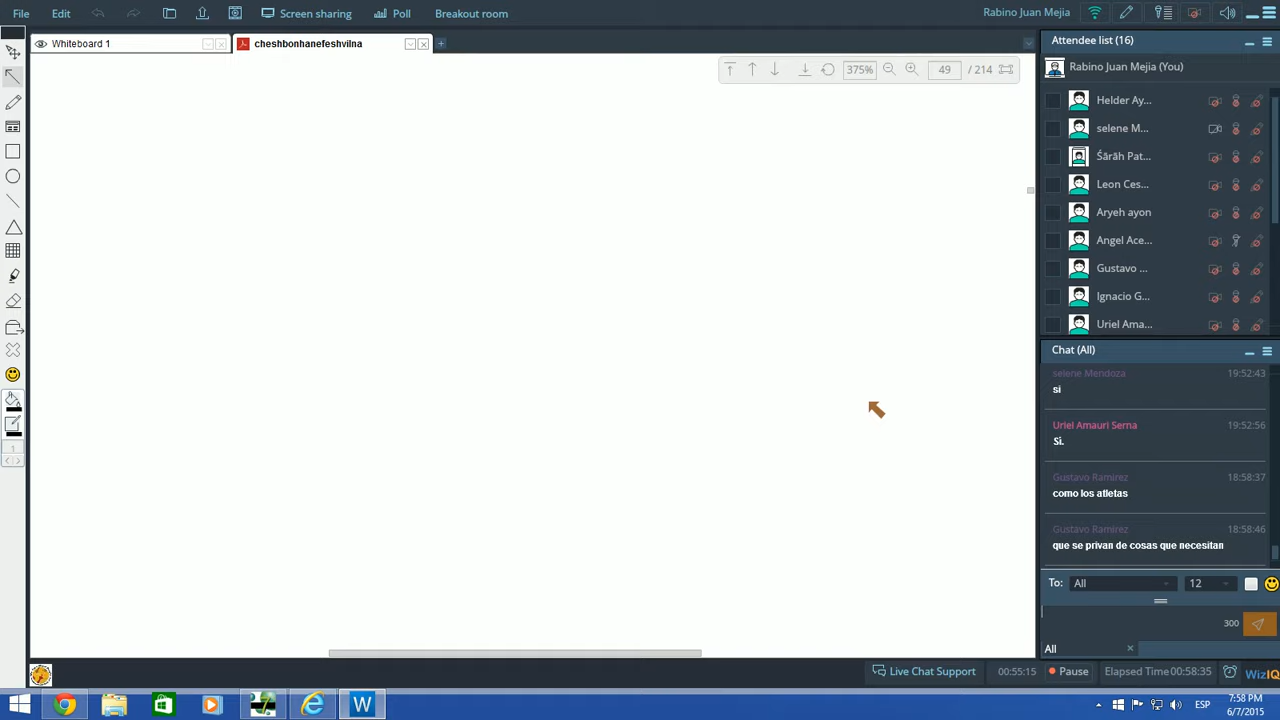 File Edit Screen sharing Poll Breakout room Rabino Juan Mejia
Whiteboard 1 cheshbonhanefeshvilna
375% 49 / 214
Attendee list (16)
Rabino Juan Mejia (You)
Helder Ay...
selene M...
Śārāh Pat...
Leon Ces...
Aryeh ayon
Angel Ace...
Gustavo ...
Ignacio G...
Uriel Ama...
Chat (All)
selene Mendoza 19:52:43
si
Uriel Amauri Serna 19:52:56
Si.
Gustavo Ramirez 18:58:37
como los atletas
Gustavo Ramirez 18:58:46
que se privan de cosas que necesitan
To: All 12
300
All
1
Live Chat Support 00:55:15 Pause Elapsed Time 00:58:35 WizIQ
ESP 7:58 PM
6/7/2015